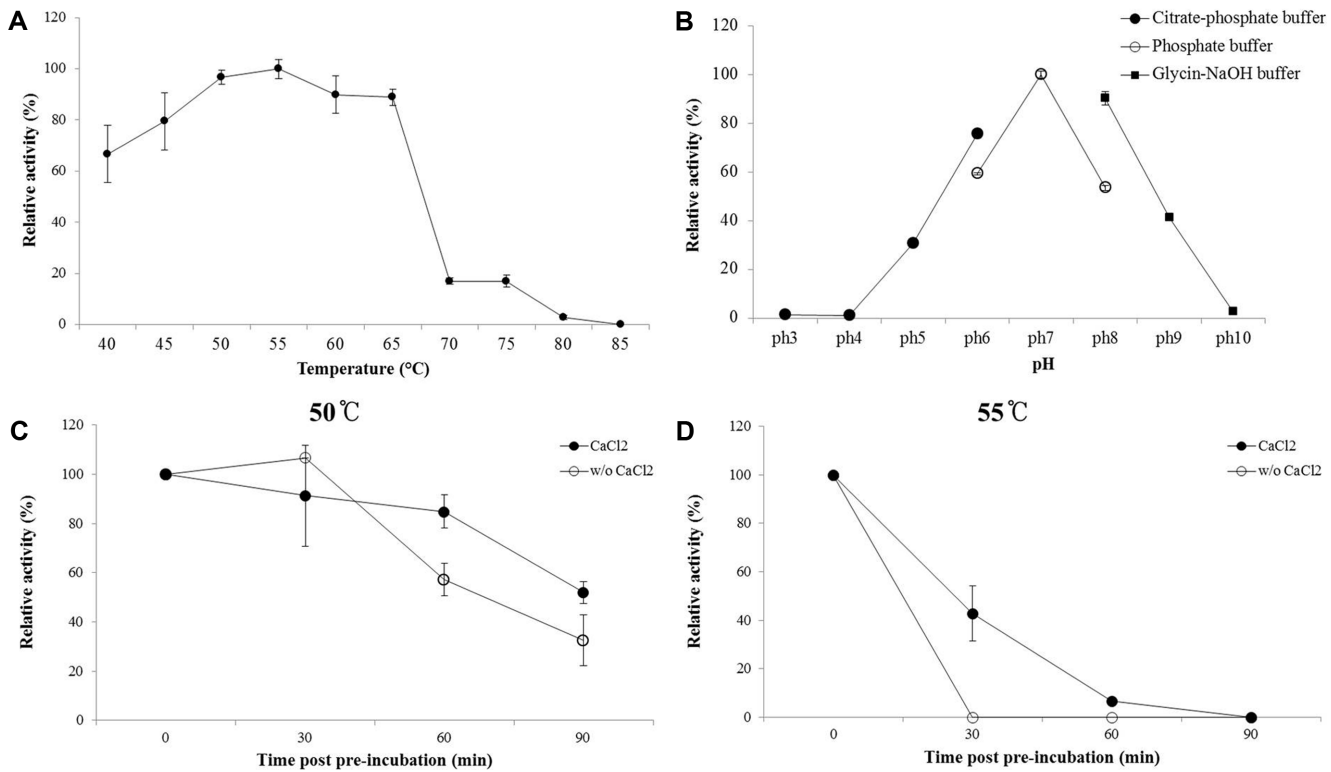 A
Relative activity (%)
120
100
80
60
40
20
0
40 45 50 55 60 65 70 75 80 85
Temperature (°C)
B
Relative activity (%)
120
100
80
60
40
20
0
Citrate-phosphate buffer
Phosphate buffer
Glycin-NaOH buffer
ph3 ph4 ph5 ph6 ph7 ph8 ph9 ph10
pH
C
50℃
Relative activity (%)
120
100
80
60
40
20
0
CaCl2
w/o CaCl2
0 30 60 90
Time post pre-incubation (min)
D
55℃
Relative activity (%)
120
100
80
60
40
20
0
CaCl2
w/o CaCl2
0 30 60 90
Time post pre-incubation (min)